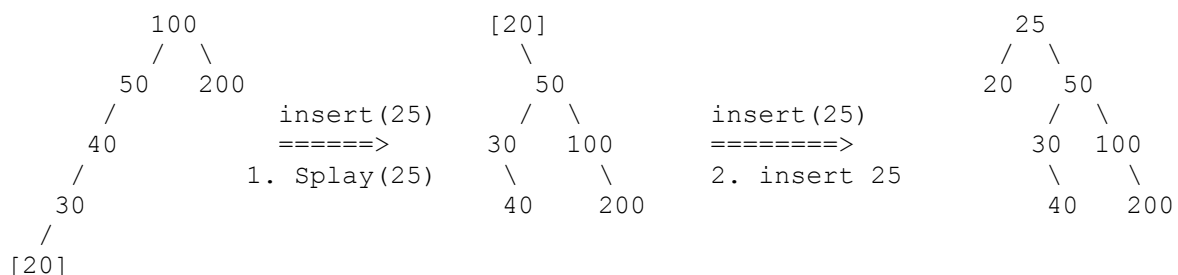 100 [20] 25
/ \ \ / \
50 200 50 20 50
/ insert(25) / \ insert(25) / \
40 ======> 30 100 ========> 30 100
/ 1. Splay(25) \ \ 2. insert 25 \ \
30 40 200 40 200
/
[20]